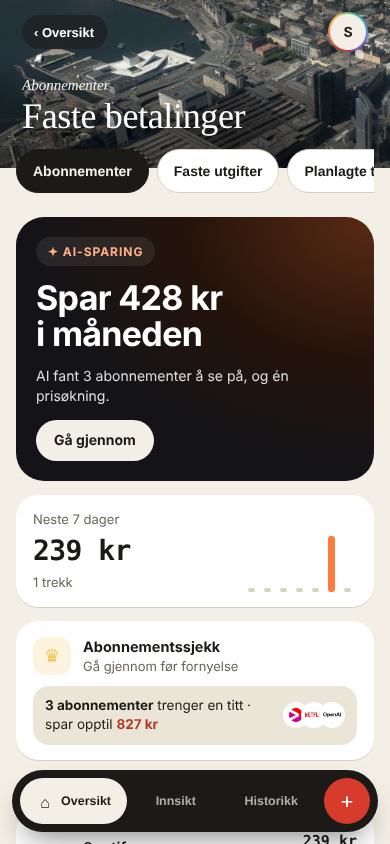 ‹ Oversikt
S
Abonnementer
Faste betalinger
Abonnementer
Faste utgifter
Planlagte t
✦ AI-SPARING
Spar 428 kr
i måneden
AI fant 3 abonnementer å se på, og én
prisøkning.
Gå gjennom
Neste 7 dager
239 kr
1 trekk
Abonnementssjekk
Gå gjennom før fornyelse
3 abonnementer trenger en titt ·
spar opptil 827 kr
OpenAI
Oversikt
Innsikt
Historikk
+
239 kr